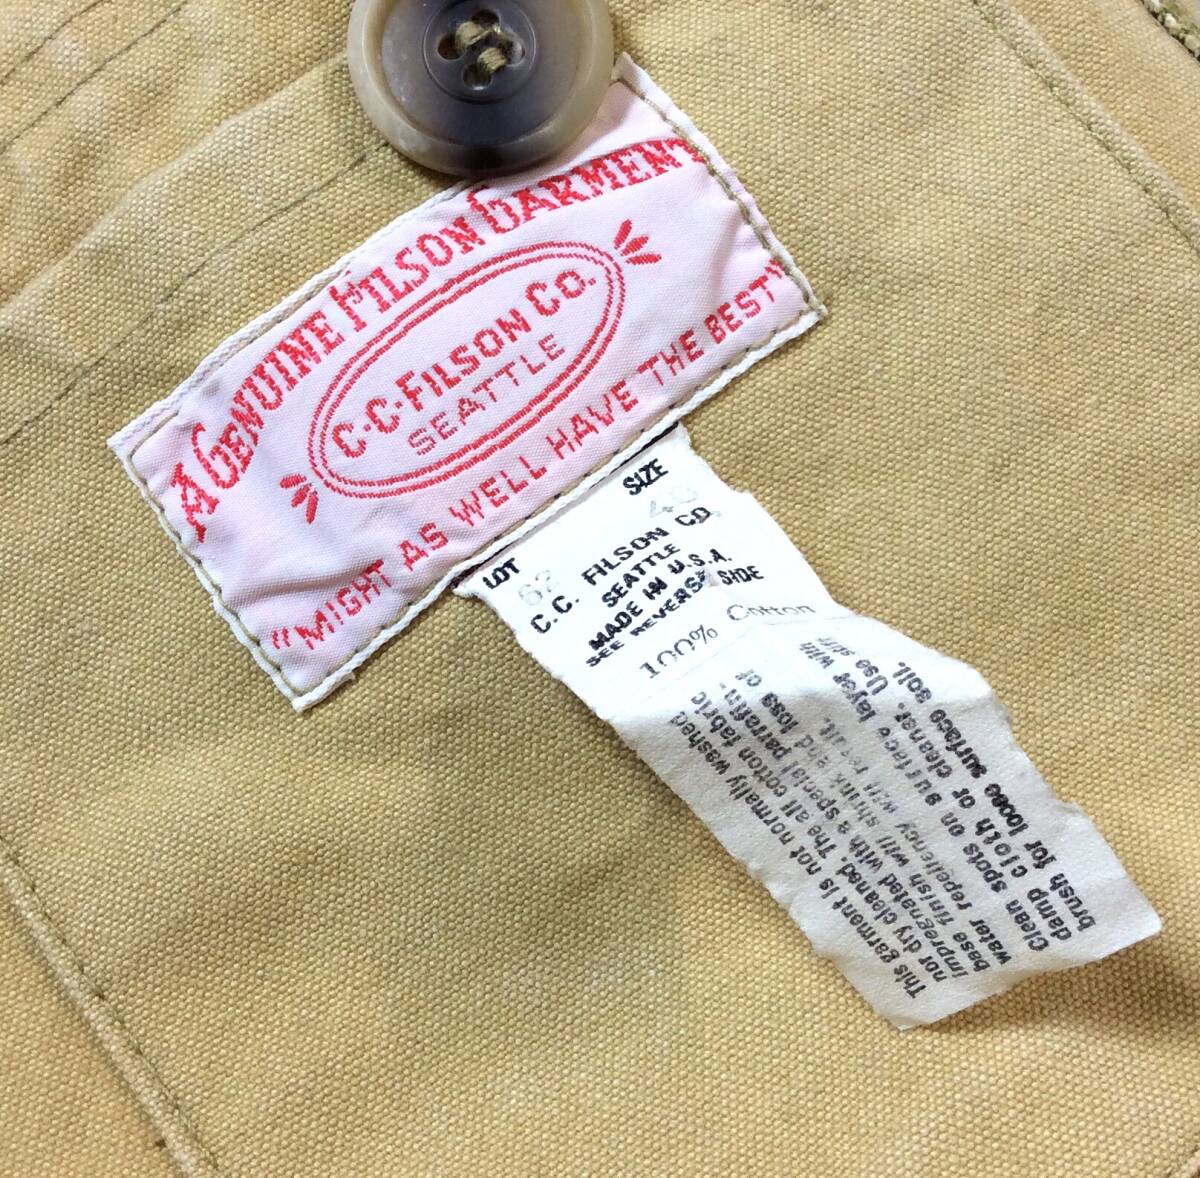 A GENUINE FILSON GARMENT
C·C·FILSON CO.
SEATTLE
"MIGHT AS WELL HAVE THE BEST"
LOT SIZE
62 40
C.C. FILSON CO.
SEATTLE
MADE IN U.S.A.
SEE REVERSE SIDE
100% Cotton
This garment is not normally washed
nor dry cleaned. The all cotton fabric
impregnated with a special parrafin,
base finish will shrink and loss of
water repellency will result.
Clean spots on surface layer with
damp cloth or cleanser. Use stiff
brush for loose surface soil.